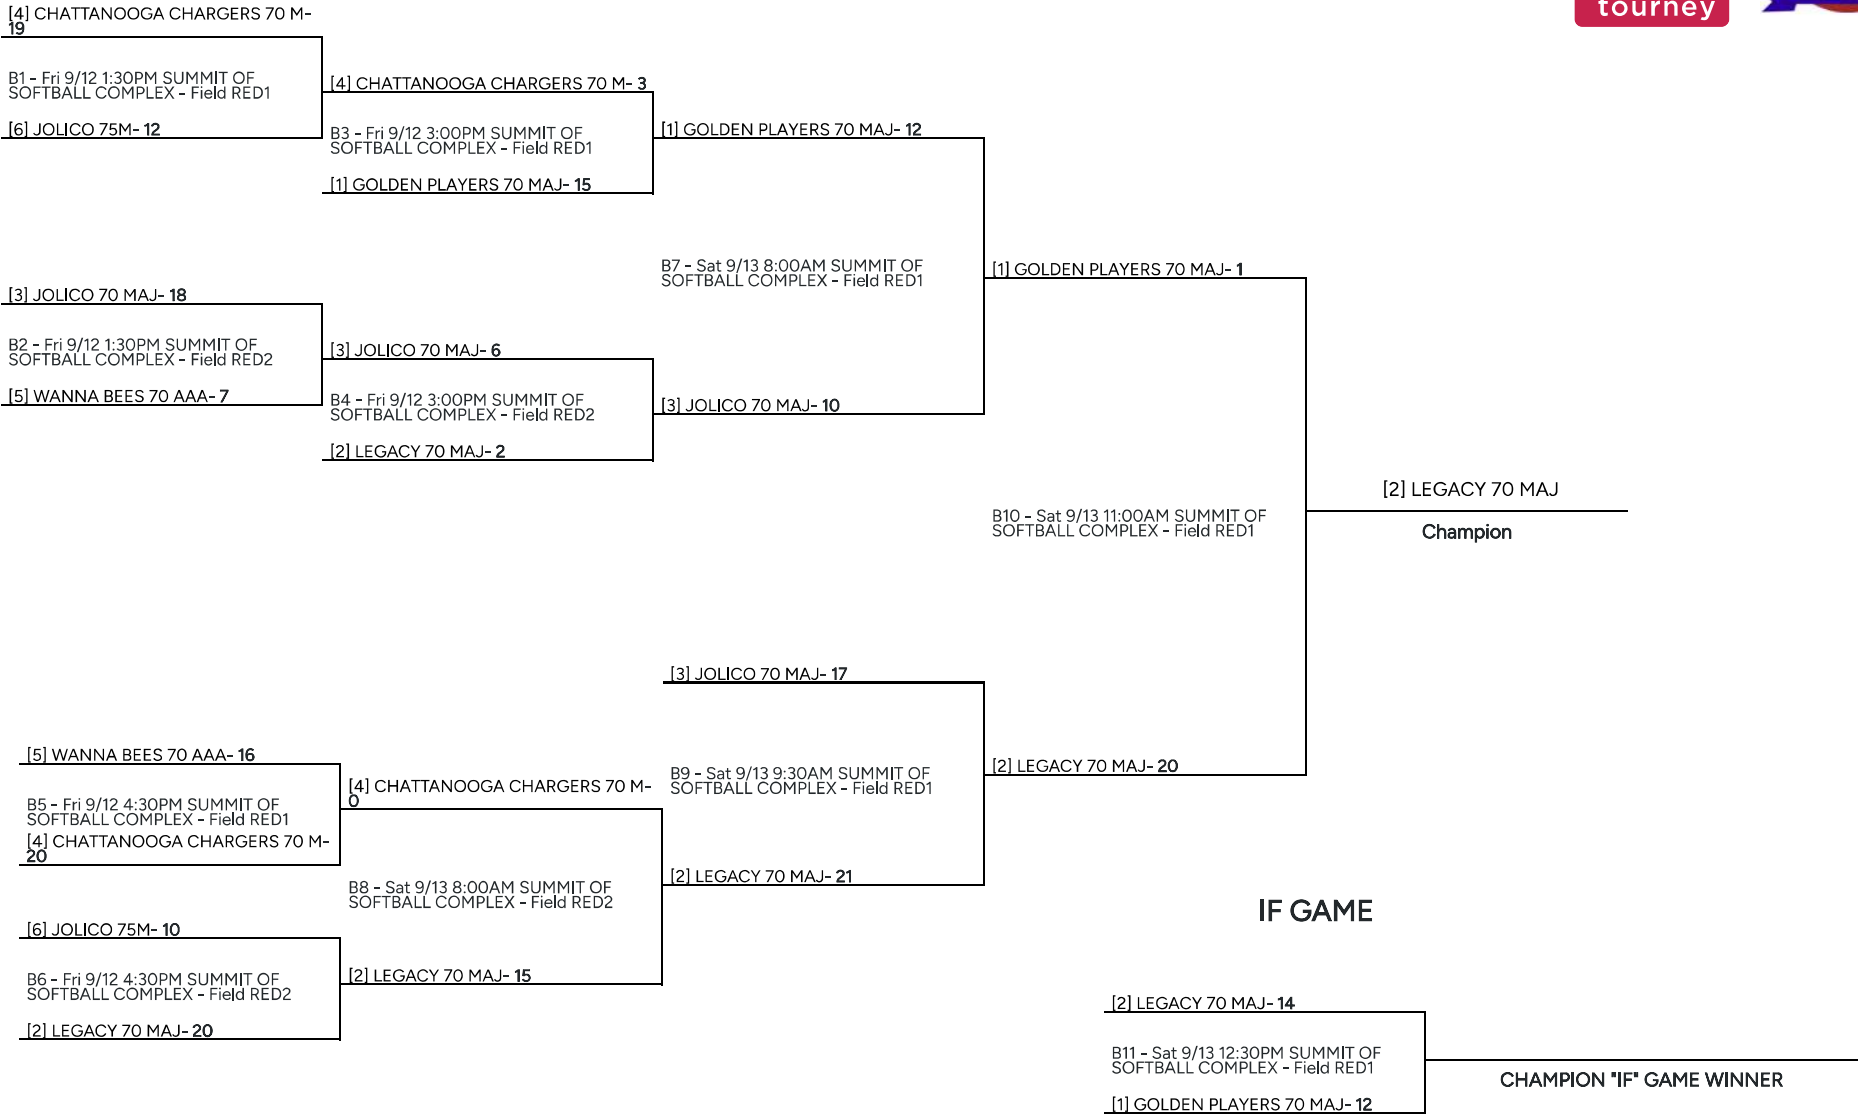 tourney
[4] CHATTANOOGA CHARGERS 70 M-
19
B1 - Fri 9/12 1:30PM SUMMIT OF
SOFTBALL COMPLEX - Field RED1
[6] JOLICO 75M- 12
[4] CHATTANOOGA CHARGERS 70 M- 3
B3 - Fri 9/12 3:00PM SUMMIT OF
SOFTBALL COMPLEX - Field RED1
[1] GOLDEN PLAYERS 70 MAJ- 15
[1] GOLDEN PLAYERS 70 MAJ- 12
B7 - Sat 9/13 8:00AM SUMMIT OF
SOFTBALL COMPLEX - Field RED1
[1] GOLDEN PLAYERS 70 MAJ- 1
[3] JOLICO 70 MAJ- 18
B2 - Fri 9/12 1:30PM SUMMIT OF
SOFTBALL COMPLEX - Field RED2
[5] WANNA BEES 70 AAA- 7
[3] JOLICO 70 MAJ- 6
B4 - Fri 9/12 3:00PM SUMMIT OF
SOFTBALL COMPLEX - Field RED2
[2] LEGACY 70 MAJ- 2
[3] JOLICO 70 MAJ- 10
B10 - Sat 9/13 11:00AM SUMMIT OF
SOFTBALL COMPLEX - Field RED1
[2] LEGACY 70 MAJ
Champion
[3] JOLICO 70 MAJ- 17
B9 - Sat 9/13 9:30AM SUMMIT OF
SOFTBALL COMPLEX - Field RED1
[2] LEGACY 70 MAJ- 21
[2] LEGACY 70 MAJ- 20
[5] WANNA BEES 70 AAA- 16
B5 - Fri 9/12 4:30PM SUMMIT OF
SOFTBALL COMPLEX - Field RED1
[4] CHATTANOOGA CHARGERS 70 M-
20
[4] CHATTANOOGA CHARGERS 70 M-
0
B8 - Sat 9/13 8:00AM SUMMIT OF
SOFTBALL COMPLEX - Field RED2
[2] LEGACY 70 MAJ- 15
[6] JOLICO 75M- 10
B6 - Fri 9/12 4:30PM SUMMIT OF
SOFTBALL COMPLEX - Field RED2
[2] LEGACY 70 MAJ- 20
IF GAME
[2] LEGACY 70 MAJ- 14
B11 - Sat 9/13 12:30PM SUMMIT OF
SOFTBALL COMPLEX - Field RED1
[1] GOLDEN PLAYERS 70 MAJ- 12
CHAMPION "IF" GAME WINNER